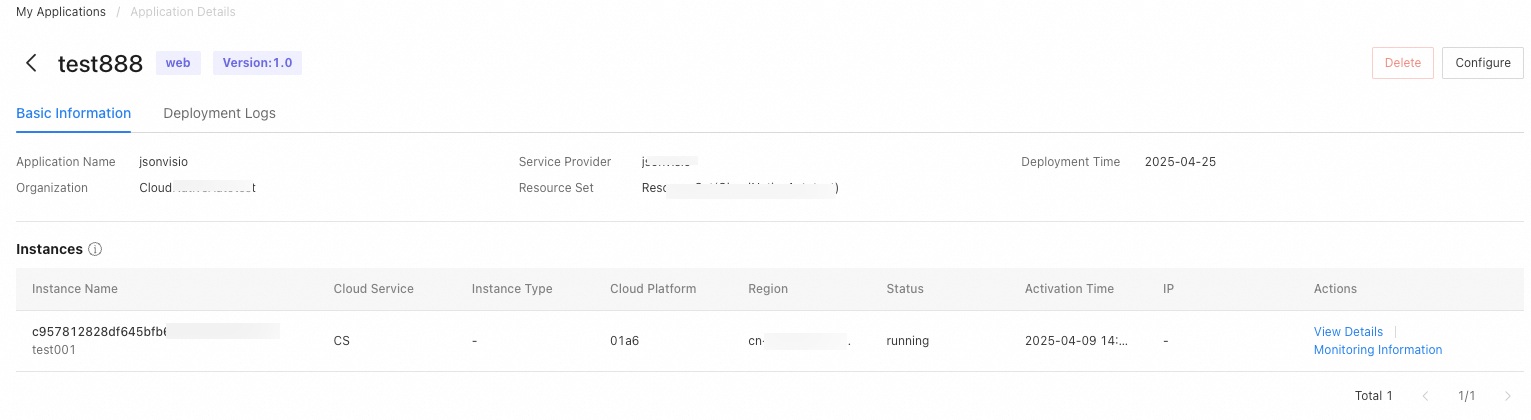 My Applications / Application Details
test888 web Version:1.0 Delete Configure
Basic Information Deployment Logs
Application Name jsonvisio Service Provider Deployment Time 2025-04-25
Organization Resource Set
Instances
Instance Name Cloud Service Instance Type Cloud Platform Region Status Activation Time IP Actions
c957812828df645bfb CS - 01a6 cn- running 2025-04-09 14:... - View Details
test001 Monitoring Information
Total 1 < 1/1 >